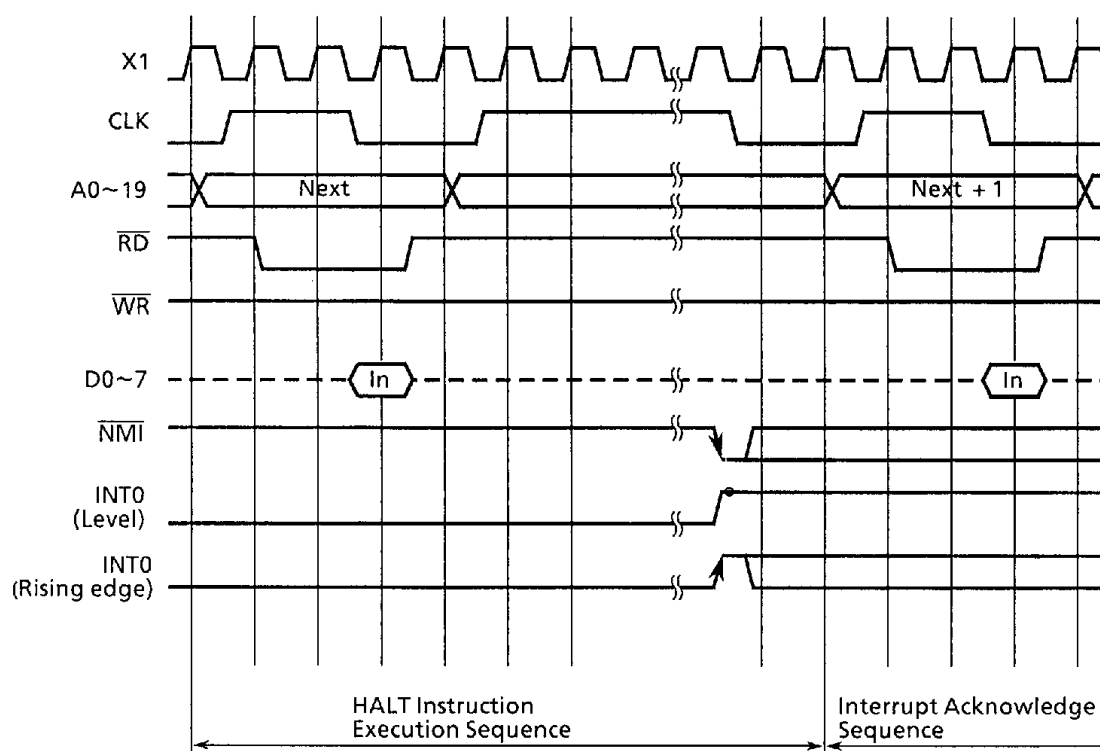 X1
CLK
A0~19
Next
Next + 1
RD
WR
D0~7
In
In
NMI
INT0
(Level)
INT0
(Rising edge)
HALT Instruction
Execution Sequence
Interrupt Acknowledge
Sequence